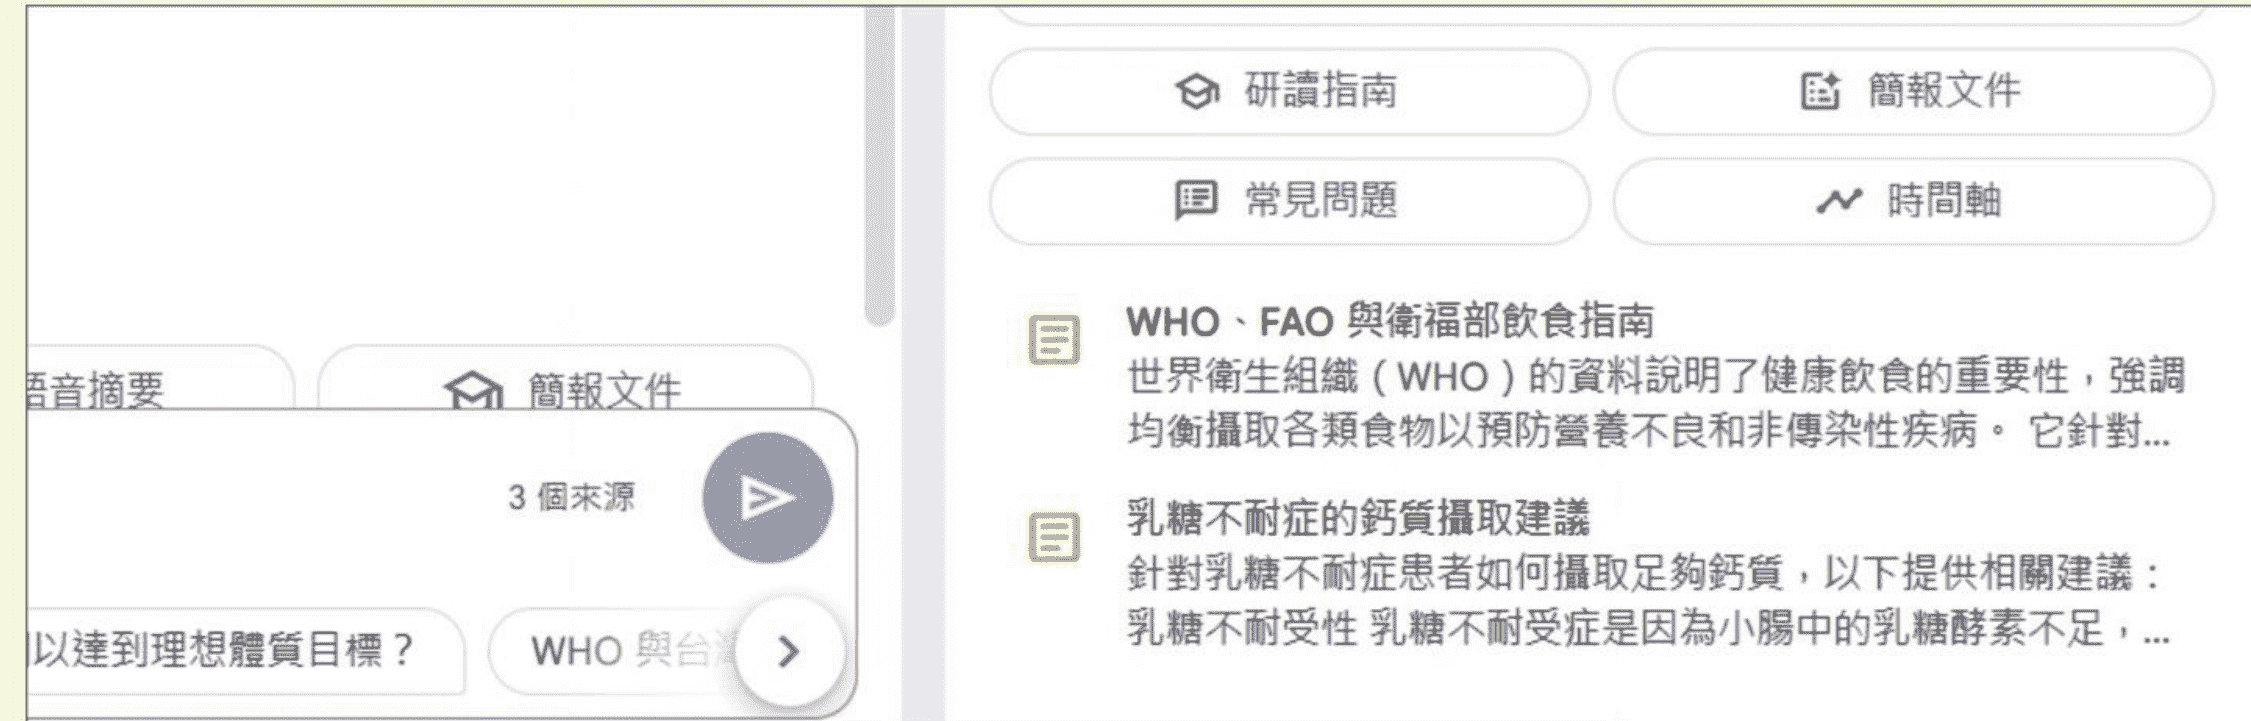 研讀指南
簡報文件
常見問題
時間軸
WHO、FAO 與衛福部飲食指南
世界衛生組織（WHO）的資料說明了健康飲食的重要性，強調
均衡攝取各類食物以預防營養不良和非傳染性疾病。 它針對...
乳糖不耐症的鈣質攝取建議
針對乳糖不耐症患者如何攝取足夠鈣質，以下提供相關建議：
乳糖不耐受性 乳糖不耐受症是因為小腸中的乳糖酵素不足，...
語音摘要
簡報文件
3 個來源
以達到理想體質目標？
WHO 與台灣